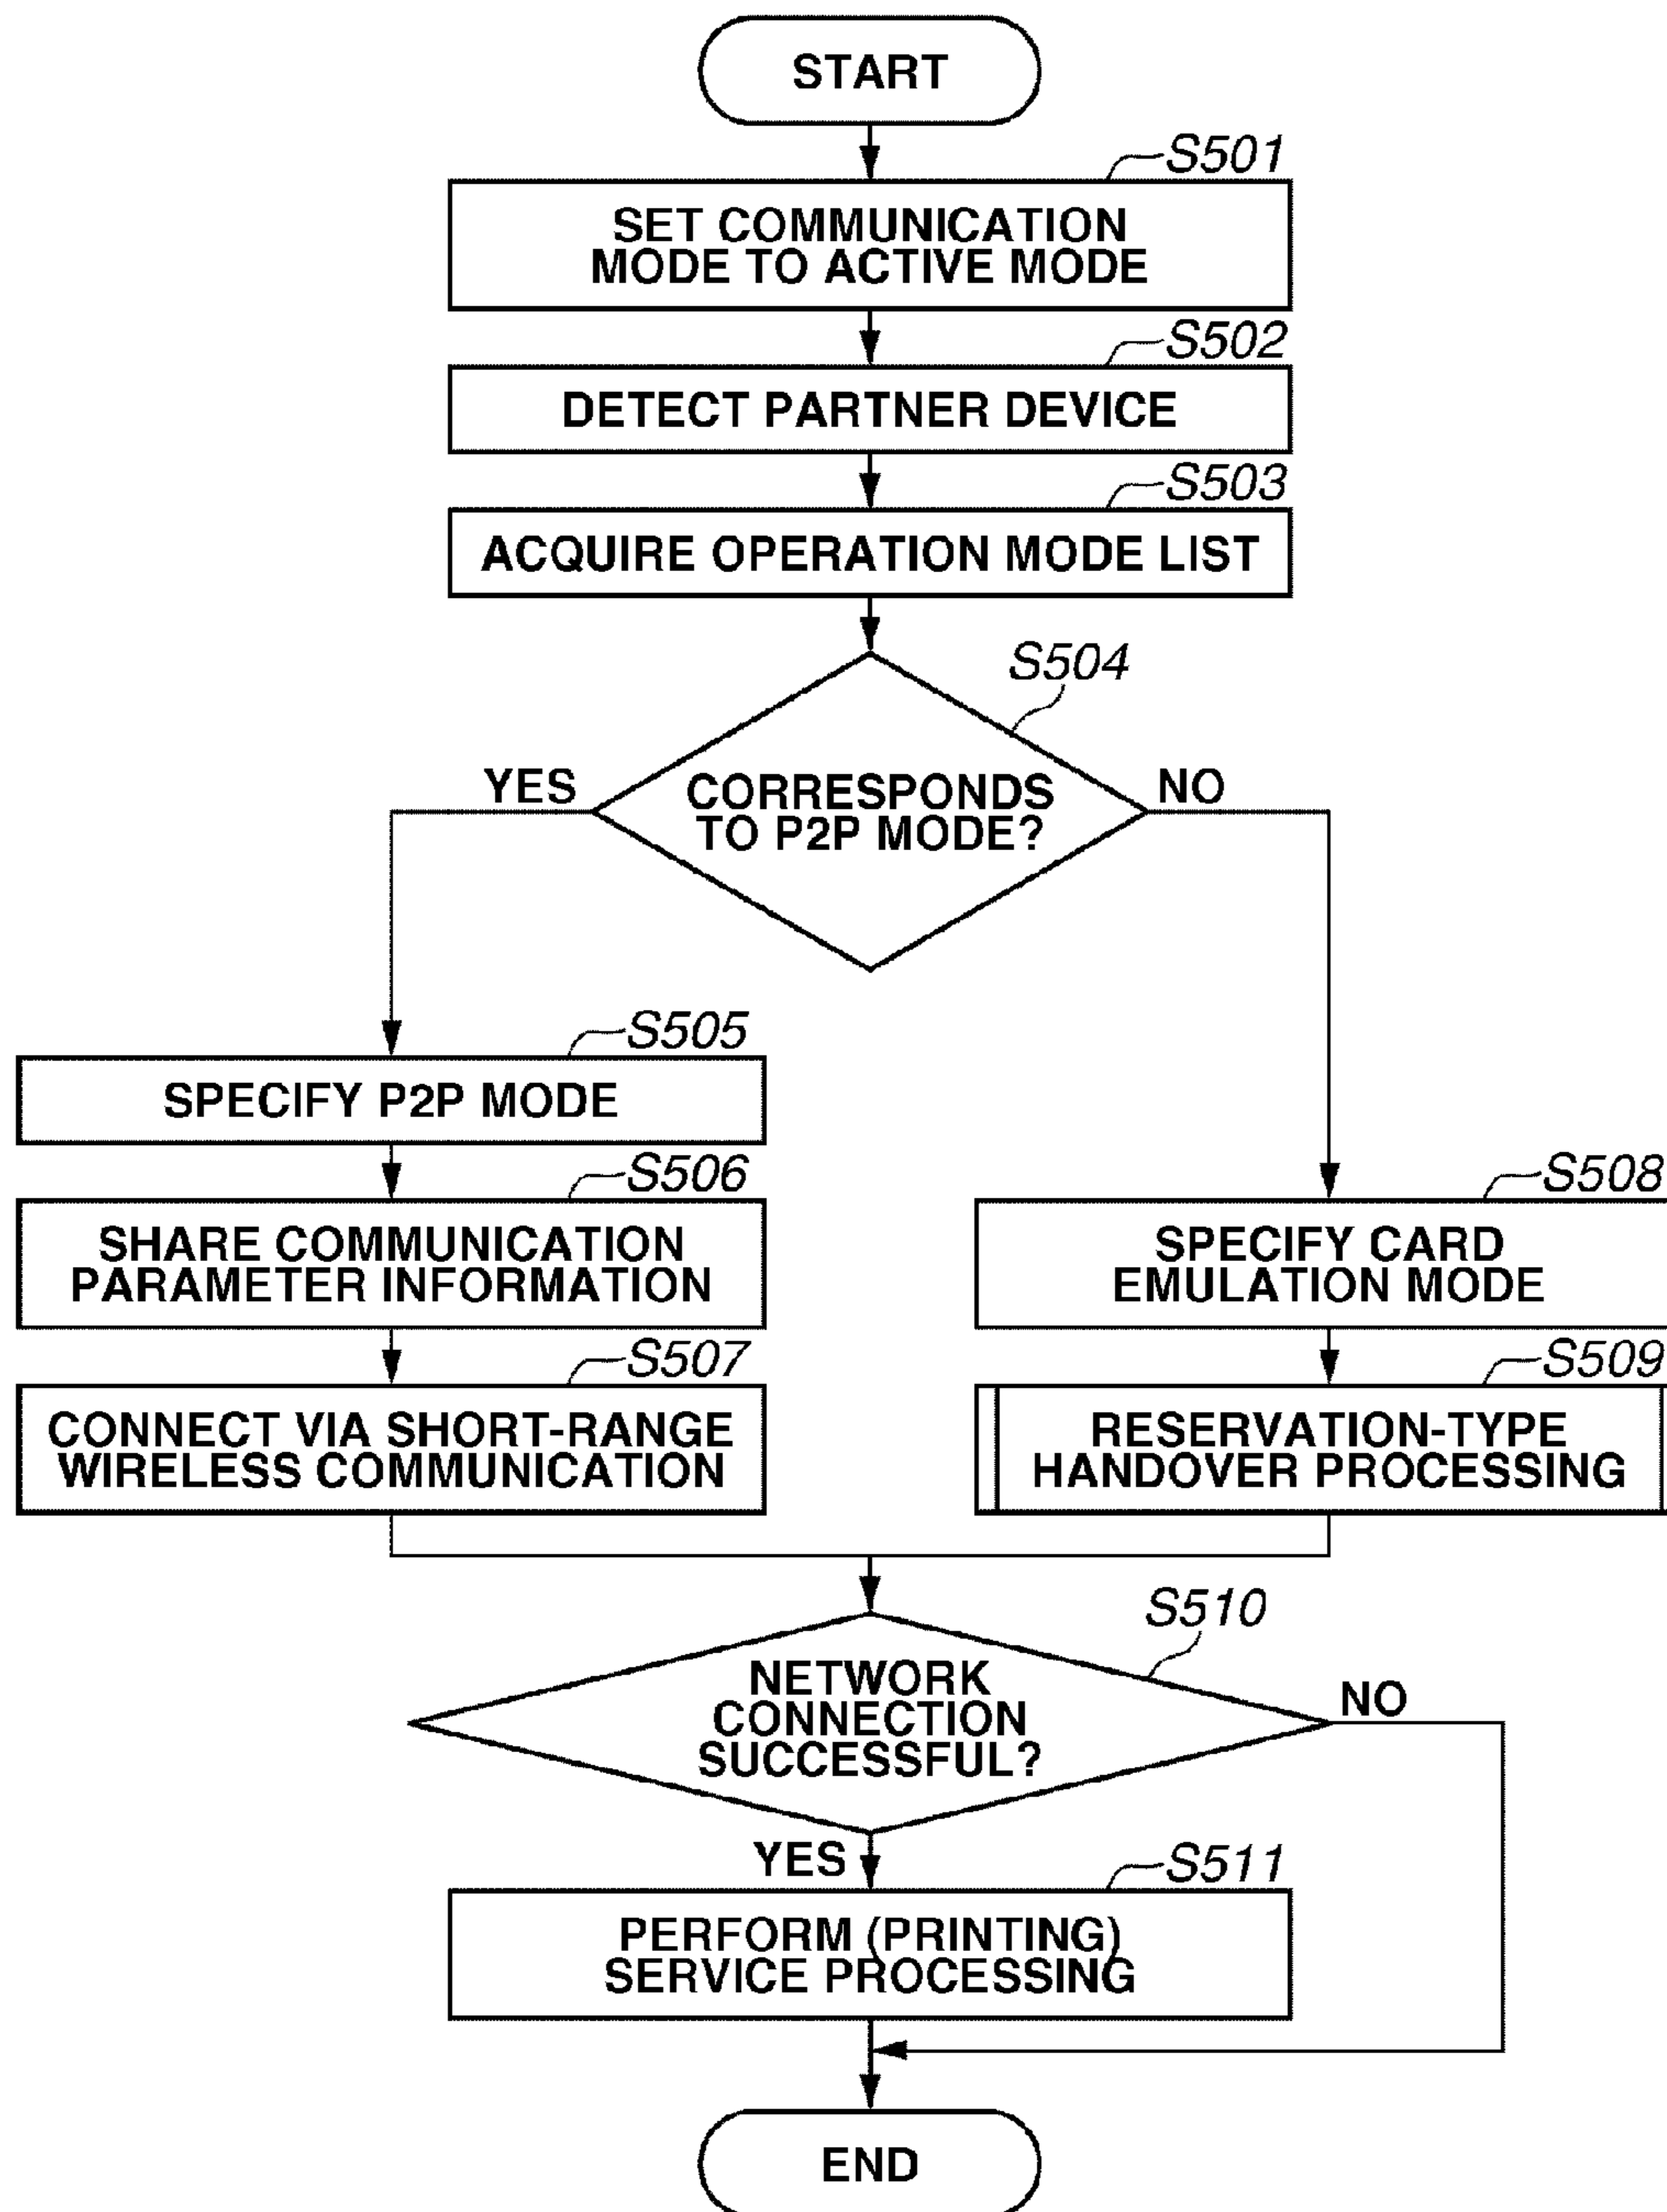 START
S501
SET COMMUNICATION
MODE TO ACTIVE MODE
S502
DETECT PARTNER DEVICE
S503
ACQUIRE OPERATION MODE LIST
S504
YES
CORRESPONDS
TO P2P MODE?
NO
S505
SPECIFY P2P MODE
S506
SHARE COMMUNICATION
PARAMETER INFORMATION
S507
CONNECT VIA SHORT-RANGE
WIRELESS COMMUNICATION
S508
SPECIFY CARD
EMULATION MODE
S509
RESERVATION-TYPE
HANDOVER PROCESSING
S510
NETWORK
CONNECTION
SUCCESSFUL?
NO
YES
S511
PERFORM (PRINTING)
SERVICE PROCESSING
END